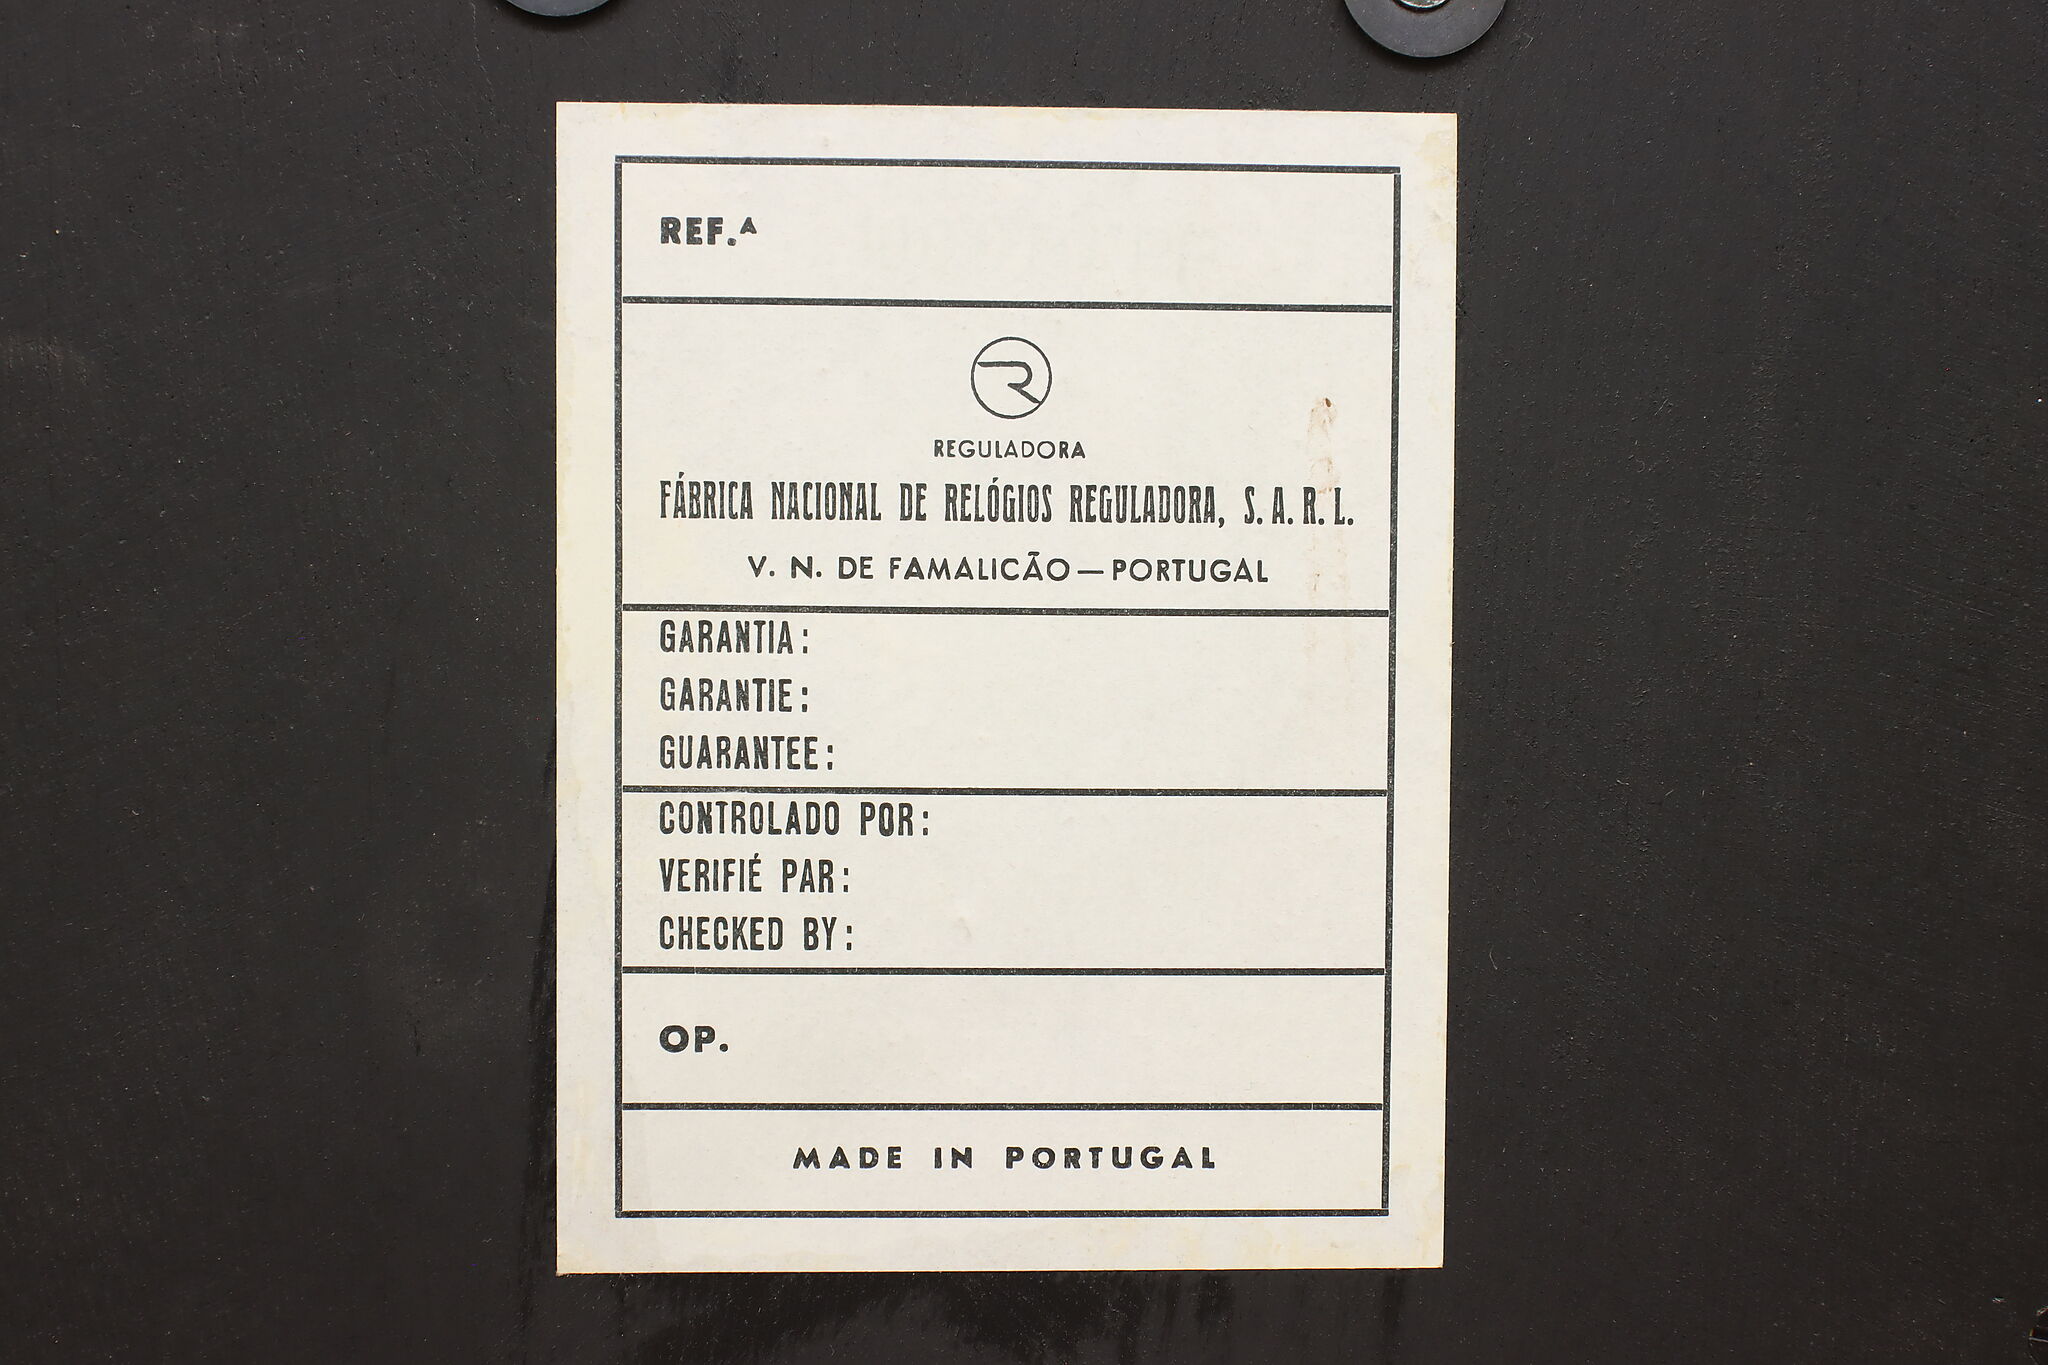 REF.ᴬ
R
REGULADORA
FÁBRICA NACIONAL DE RELÓGIOS REGULADORA, S. A. R. L.
V. N. DE FAMALICÃO — PORTUGAL
GARANTIA:
GARANTIE:
GUARANTEE:
CONTROLADO POR:
VERIFIÉ PAR:
CHECKED BY:
OP.
MADE IN PORTUGAL